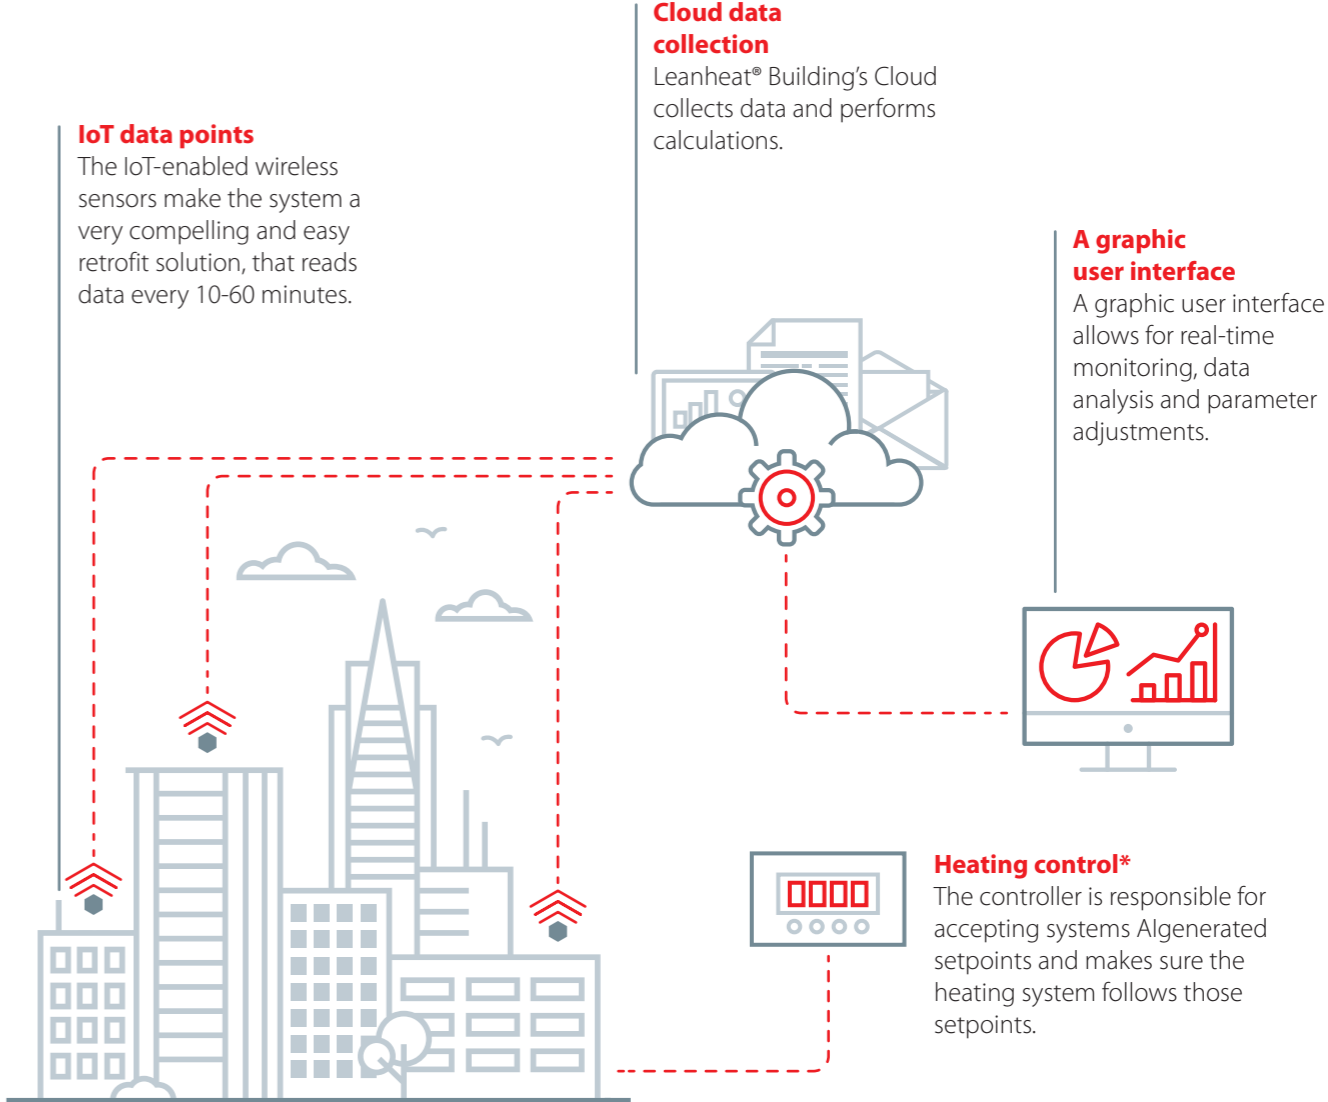 Cloud data
collection
Leanheat® Building’s Cloud
collects data and performs
calculations.
IoT data points
The IoT-enabled wireless
sensors make the system a
very compelling and easy
retrofit solution, that reads
data every 10-60 minutes.
A graphic
user interface
A graphic user interface
allows for real-time
monitoring, data
analysis and parameter
adjustments.
Heating control*
The controller is responsible for
accepting systems AIgenerated
setpoints and makes sure the
heating system follows those
setpoints.